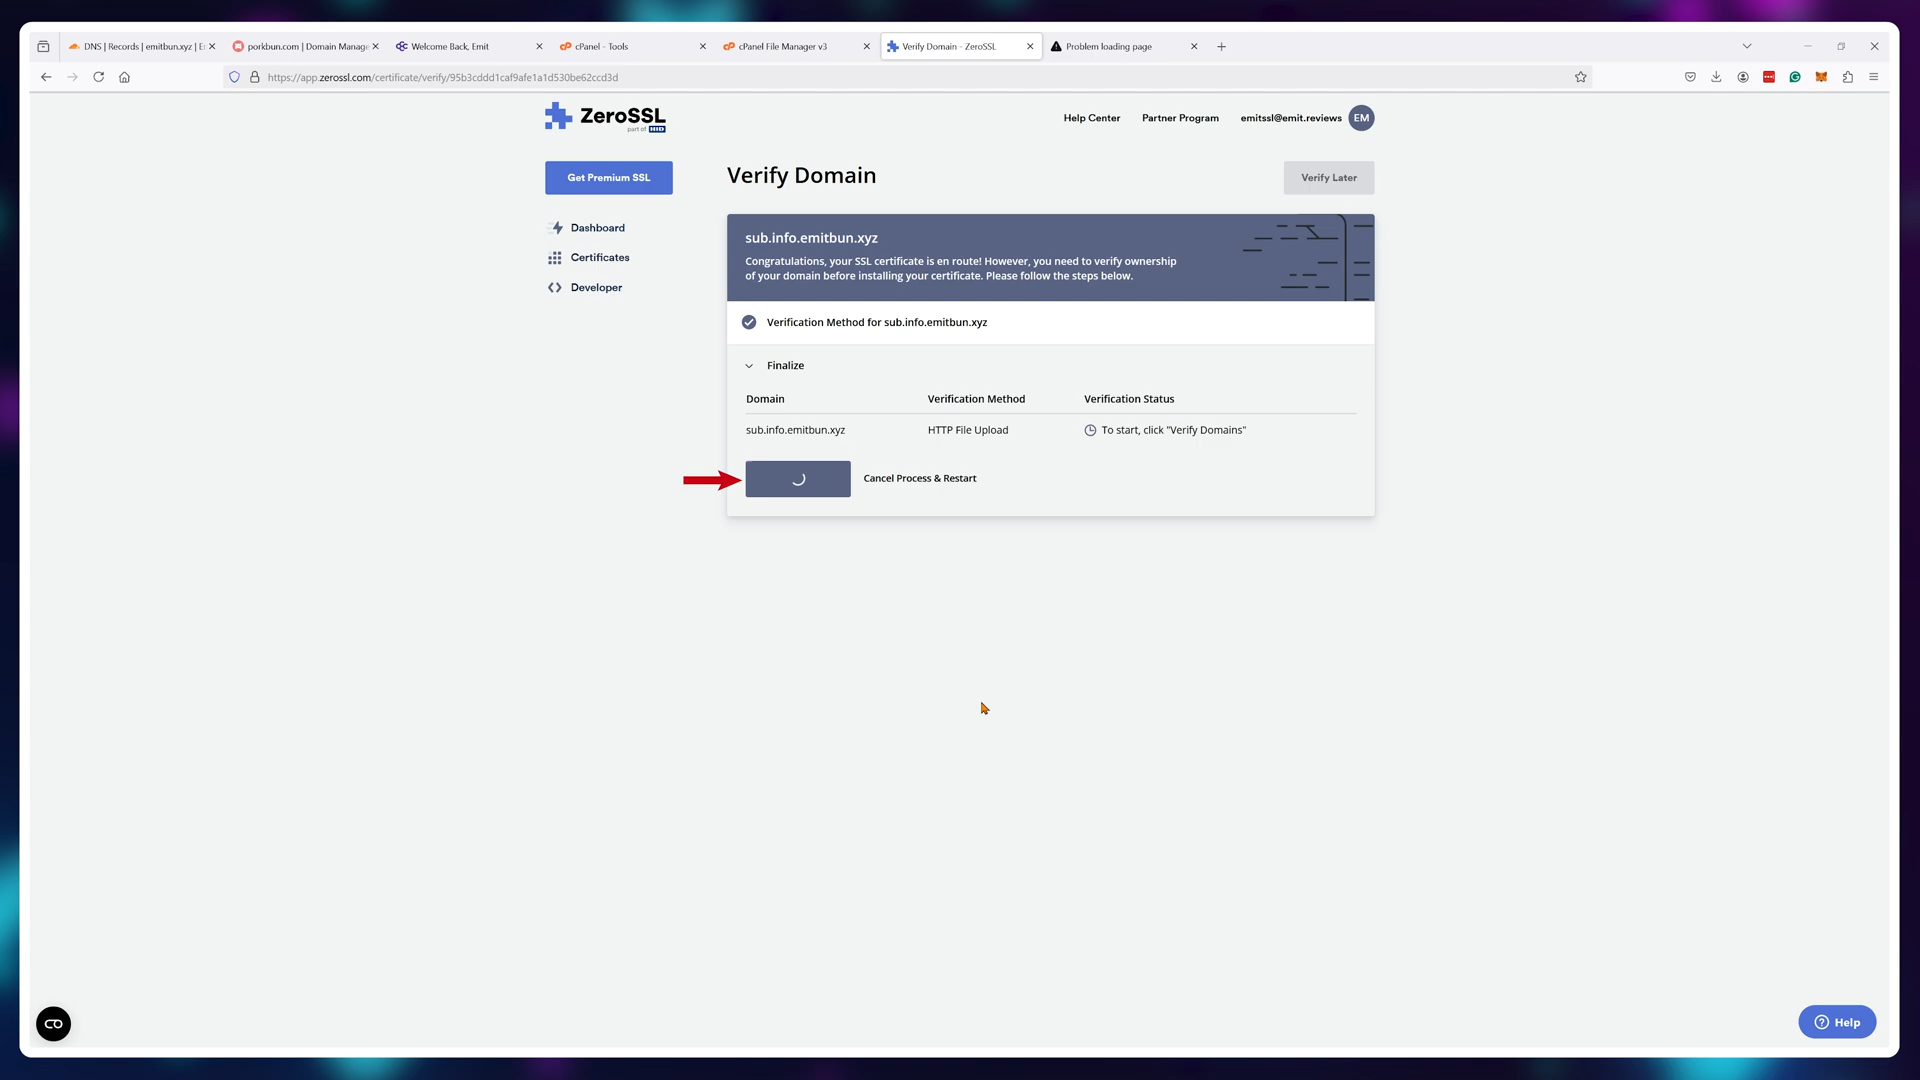 DNS | Records | emitbun.xyz | E
porkbun.com | Domain Manage
Welcome Back, Emit
cPanel - Tools
cPanel File Manager v3
Verify Domain - ZeroSSL
Problem loading page
https://app.zerossl.com/certificate/verify/95b3cddd1caf9afe1a1d530be62ccd3d
ZeroSSL
part of HID
Help Center
Partner Program
emitssl@emit.reviews
EM
Get Premium SSL
Dashboard
Certificates
Developer
Verify Domain
Verify Later
sub.info.emitbun.xyz
Congratulations, your SSL certificate is en route! However, you need to verify ownership
of your domain before installing your certificate. Please follow the steps below.
Verification Method for sub.info.emitbun.xyz
Finalize
Domain
Verification Method
Verification Status
sub.info.emitbun.xyz
HTTP File Upload
To start, click "Verify Domains"
Cancel Process & Restart
Help